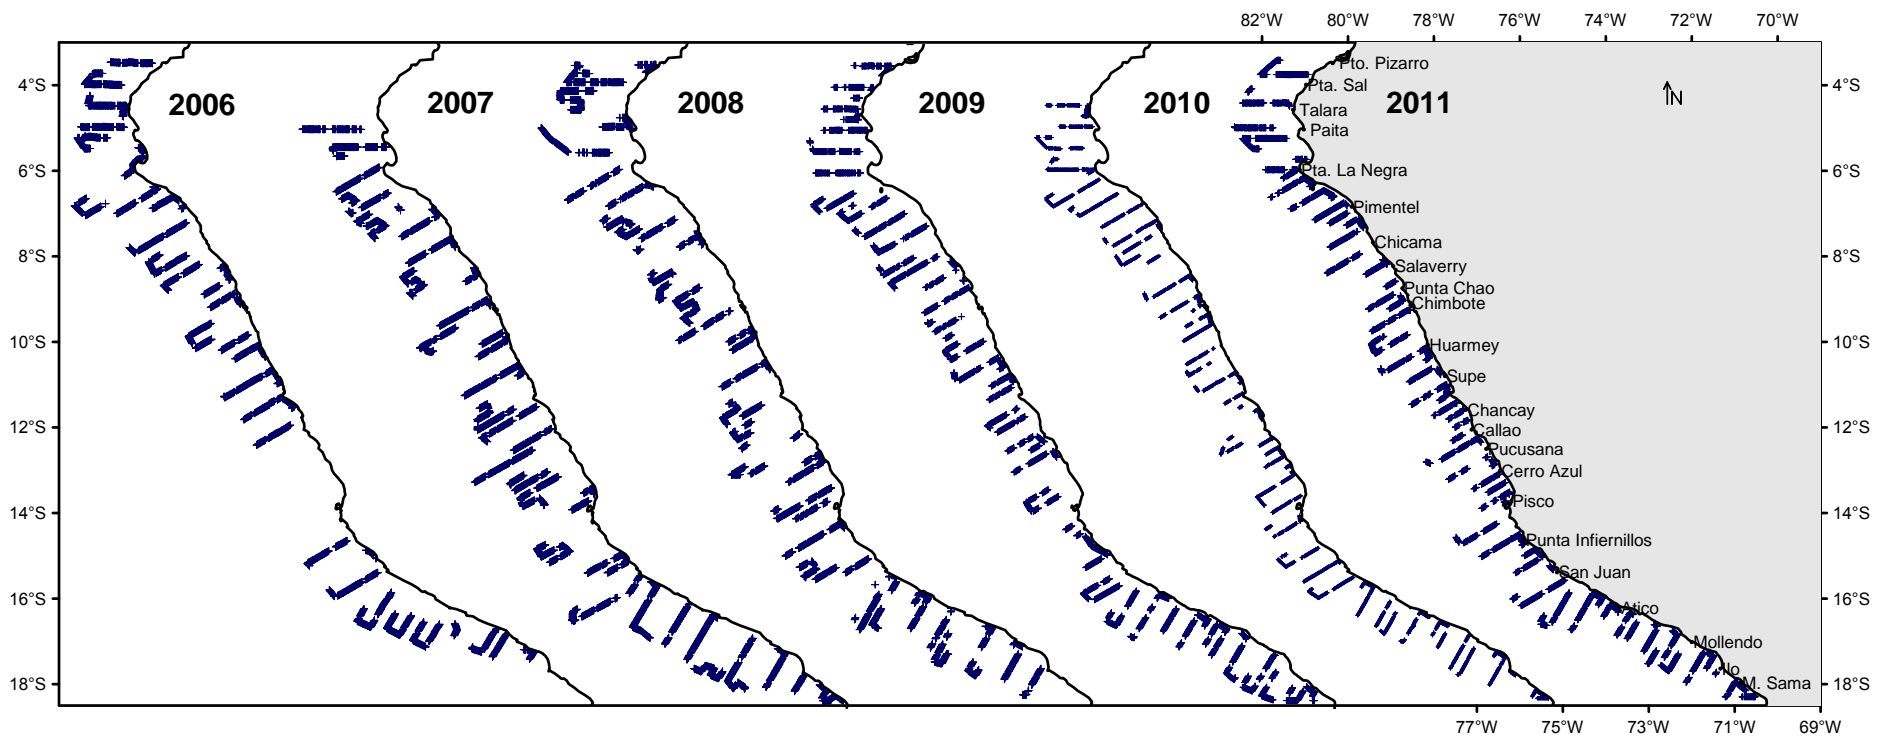 82°W 80°W 78°W 76°W 74°W 72°W 70°W
Pto. Pizarro
4°S Pta. Sal 4°S
2006 2007 2008 2009 2010 2011 N
Talara
Paita
6°S Pta. La Negra 6°S
Pimentel
Chicama
8°S Salaverry 8°S
Punta Chao
Chimbote
10°S Huarmey 10°S
Supe
Chancay
12°S Callao 12°S
Pucusana
Cerro Azul
Pisco
14°S 14°S
Punta Infiernillos
San Juan
16°S Atico 16°S
Mollendo
Ilo
18°S M. Sama 18°S
77°W 75°W 73°W 71°W 69°W